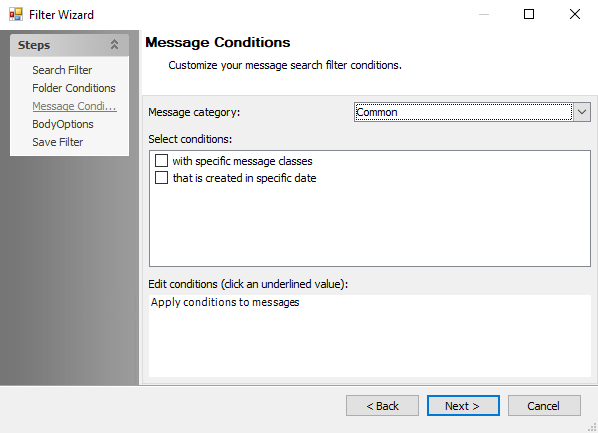 Filter Wizard
Steps
Search Filter
Folder Conditions
Message Condi...
BodyOptions
Save Filter
Message Conditions
Customize your message search filter conditions.
Message category:
Common
Select conditions:
with specific message classes
that is created in specific date
Edit conditions (click an underlined value):
Apply conditions to messages
< Back
Next >
Cancel